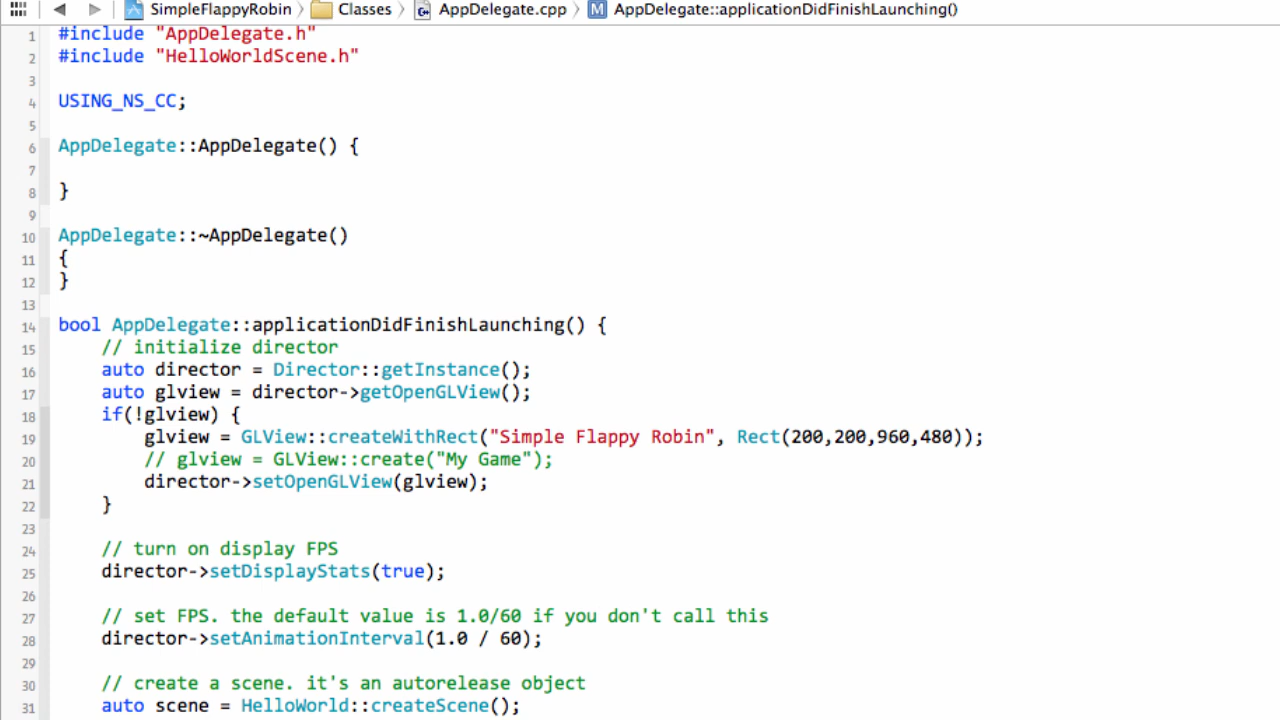 SimpleFlappyRobin Classes AppDelegate.cpp M AppDelegate::applicationDidFinishLaunching()
1 #include "AppDelegate.h"
2 #include "HelloWorldScene.h"
3
4 USING_NS_CC;
5
6 AppDelegate::AppDelegate() {
7
8 }
9
10 AppDelegate::~AppDelegate()
11 {
12 }
13
14 bool AppDelegate::applicationDidFinishLaunching() {
15     // initialize director
16     auto director = Director::getInstance();
17     auto glview = director->getOpenGLView();
18     if(!glview) {
19         glview = GLView::createWithRect("Simple Flappy Robin", Rect(200,200,960,480));
20         // glview = GLView::create("My Game");
21         director->setOpenGLView(glview);
22     }
23
24     // turn on display FPS
25     director->setDisplayStats(true);
26
27     // set FPS. the default value is 1.0/60 if you don't call this
28     director->setAnimationInterval(1.0 / 60);
29
30     // create a scene. it's an autorelease object
31     auto scene = HelloWorld::createScene();